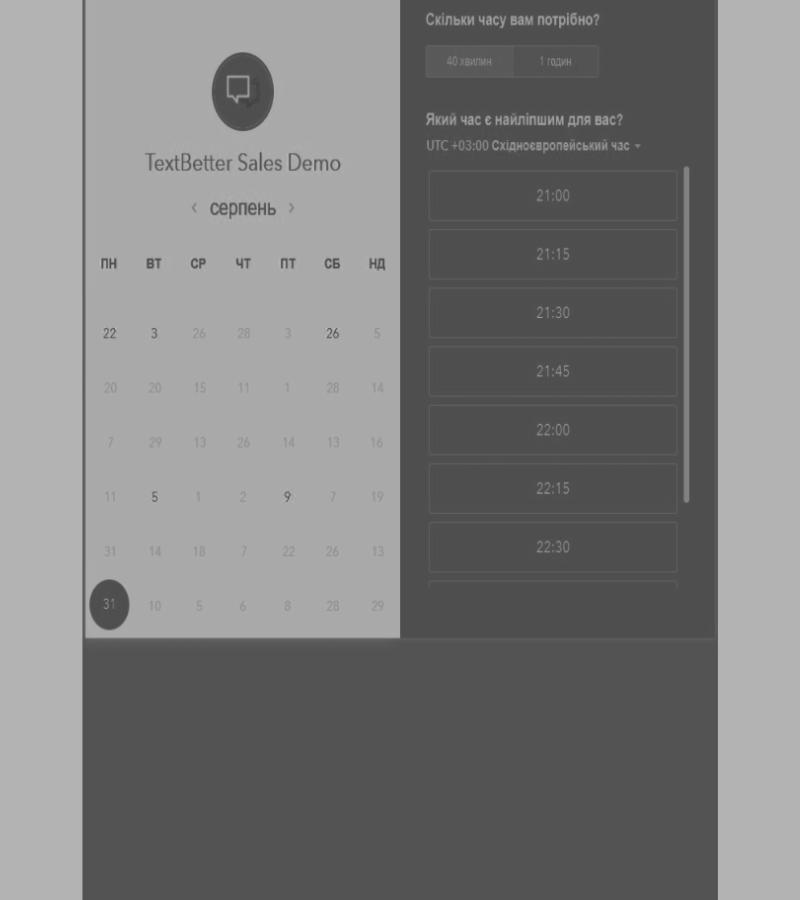 TextBetter Sales Demo
‹ серпень ›
ПН ВТ СР ЧТ ПТ СБ НД
22 3 26 28 3 26 5
20 20 15 11 1 28 14
7 29 13 26 14 13 16
11 5 1 2 9 7 19
31 14 18 7 22 26 13
31 10 5 6 8 28 29
Скільки часу вам потрібно?
40 хвилин 1 годин
Який час є найліпшим для вас?
UTC +03:00 Східноєвропейський час
21:00
21:15
21:30
21:45
22:00
22:15
22:30